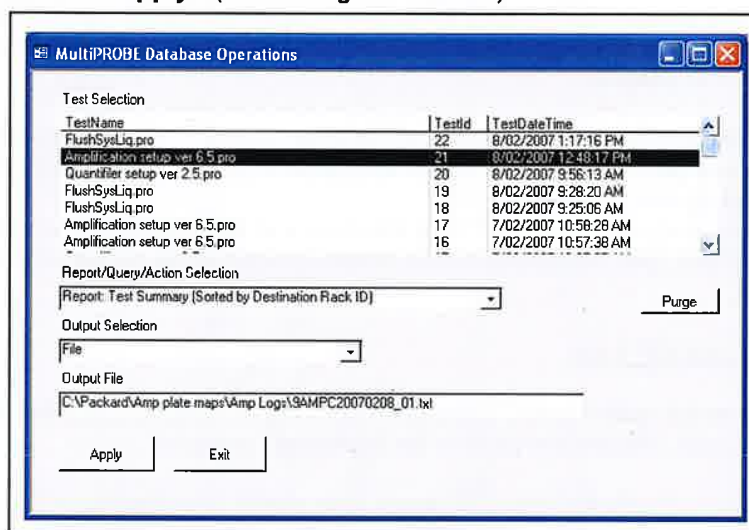 MultiPROBE Database Operations
Test Selection
TestName TestId TestDateTime
FlushSysLiq.pro 22 8/02/2007 1:17:16 PM
Amplification setup ver 6.5.pro 21 8/02/2007 12:48:17 PM
Quantifiler setup ver 2.5.pro 20 8/02/2007 9:56:13 AM
FlushSysLiq.pro 19 8/02/2007 9:28:20 AM
FlushSysLiq.pro 18 8/02/2007 9:25:06 AM
Amplification setup ver 6.5.pro 17 7/02/2007 10:58:28 AM
Amplification setup ver 6.5.pro 16 7/02/2007 10:57:38 AM
Report/Query/Action Selection
Report: Test Summary (Sorted by Destination Rack ID)
Purge
Output Selection
File
Output File
C:\Packard\Amp plate maps\Amp Logs\9AMPC20070208_01.txt
Apply Exit